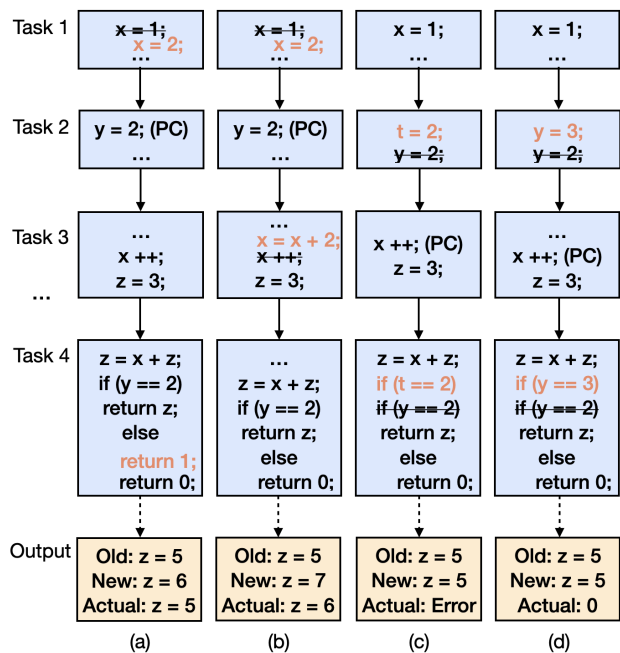 Task 1
x = 1;
x = 2;
...
x = 1;
x = 2;
...
x = 1;
...
x = 1;
...
Task 2
y = 2; (PC)
...
y = 2; (PC)
...
t = 2;
y = 2;
y = 3;
y = 2;
Task 3
...
...
x ++;
z = 3;
...
x = x + 2;
x ++;
z = 3;
x ++; (PC)
z = 3;
...
x ++; (PC)
z = 3;
Task 4
z = x + z;
if (y == 2)
return z;
else
return 1;
return 0;
...
z = x + z;
if (y == 2)
return z;
else
return 0;
z = x + z;
if (t == 2)
if (y == 2)
return z;
else
return 0;
z = x + z;
if (y == 3)
if (y == 2)
return z;
else
return 0;
Output
Old: z = 5
New: z = 6
Actual: z = 5
Old: z = 5
New: z = 7
Actual: z = 6
Old: z = 5
New: z = 5
Actual: Error
Old: z = 5
New: z = 5
Actual: 0
(a)
(b)
(c)
(d)